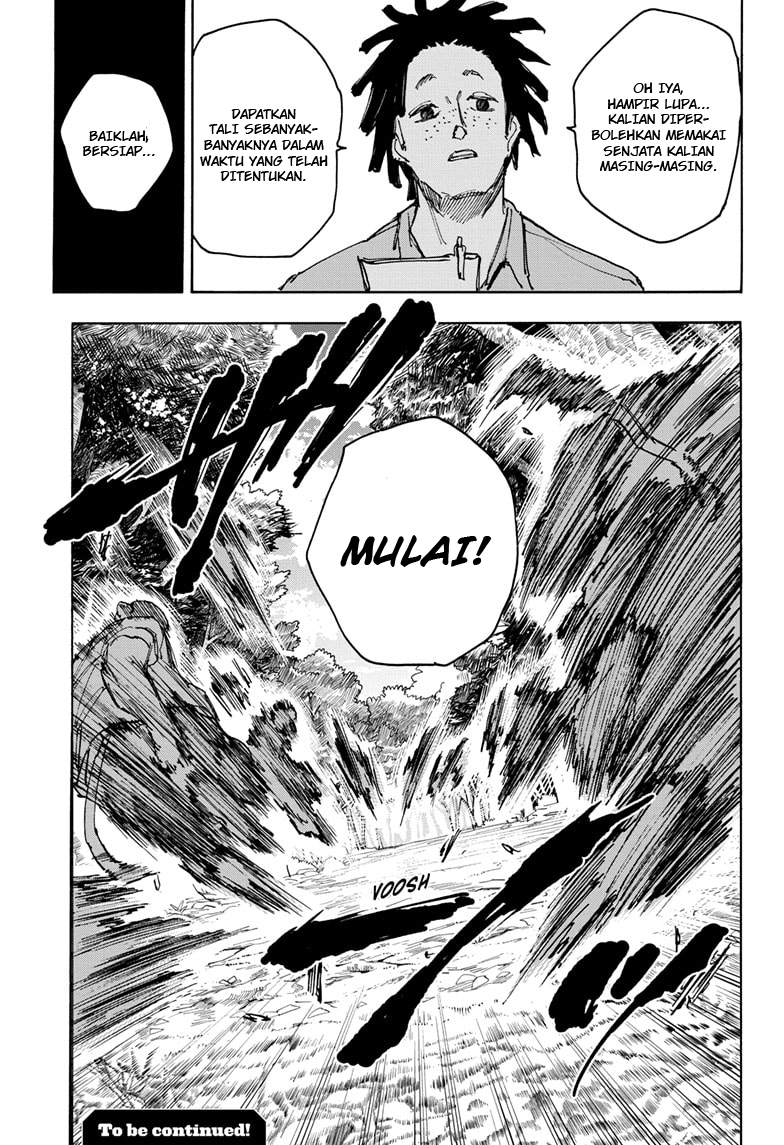 OH IYA,
HAMPIR LUPA...
KALIAN DIPER-
BOLEHKAN MEMAKAI
SENJATA KALIAN
MASING-MASING.
DAPATKAN
TALI SEBANYAK-
BANYAKNYA DALAM
WAKTU YANG TELAH
DITENTUKAN.
BAIKLAH,
BERSIAP...
MULAI!
VOOSH
To be continued!